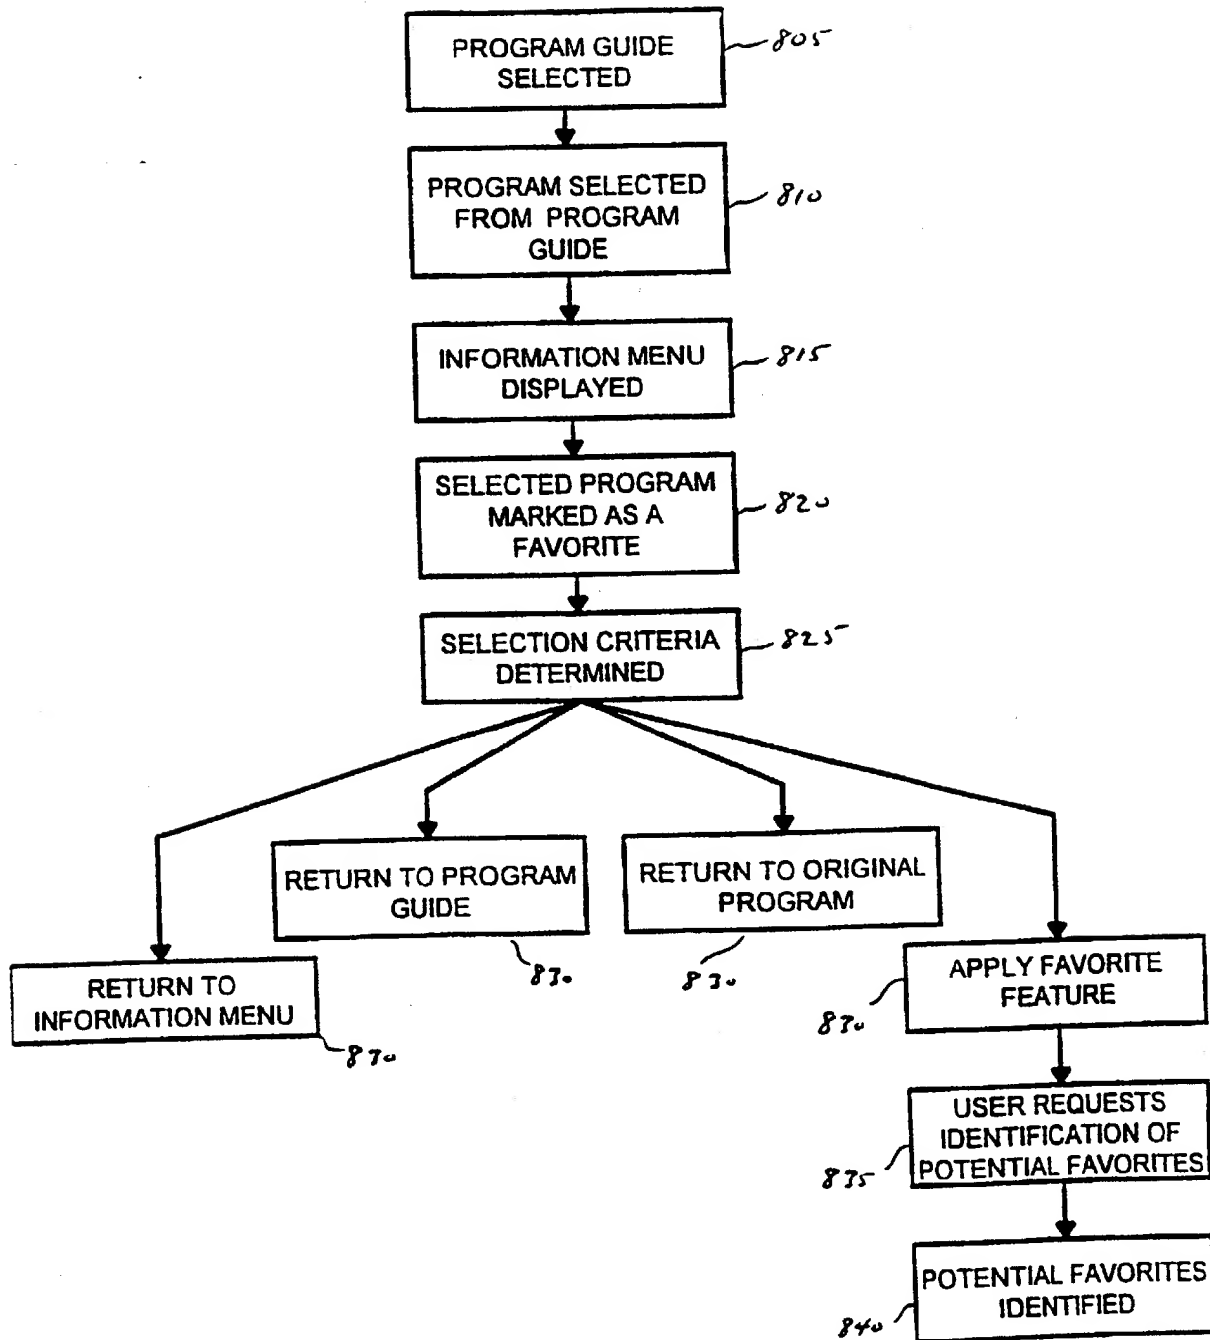 PROGRAM GUIDE
SELECTED
805
PROGRAM SELECTED
FROM PROGRAM
GUIDE
810
INFORMATION MENU
DISPLAYED
815
SELECTED PROGRAM
MARKED AS A
FAVORITE
820
SELECTION CRITERIA
DETERMINED
825
RETURN TO
INFORMATION MENU
830
RETURN TO PROGRAM
GUIDE
830
RETURN TO ORIGINAL
PROGRAM
830
APPLY FAVORITE
FEATURE
830
USER REQUESTS
IDENTIFICATION OF
POTENTIAL FAVORITES
835
POTENTIAL FAVORITES
IDENTIFIED
840